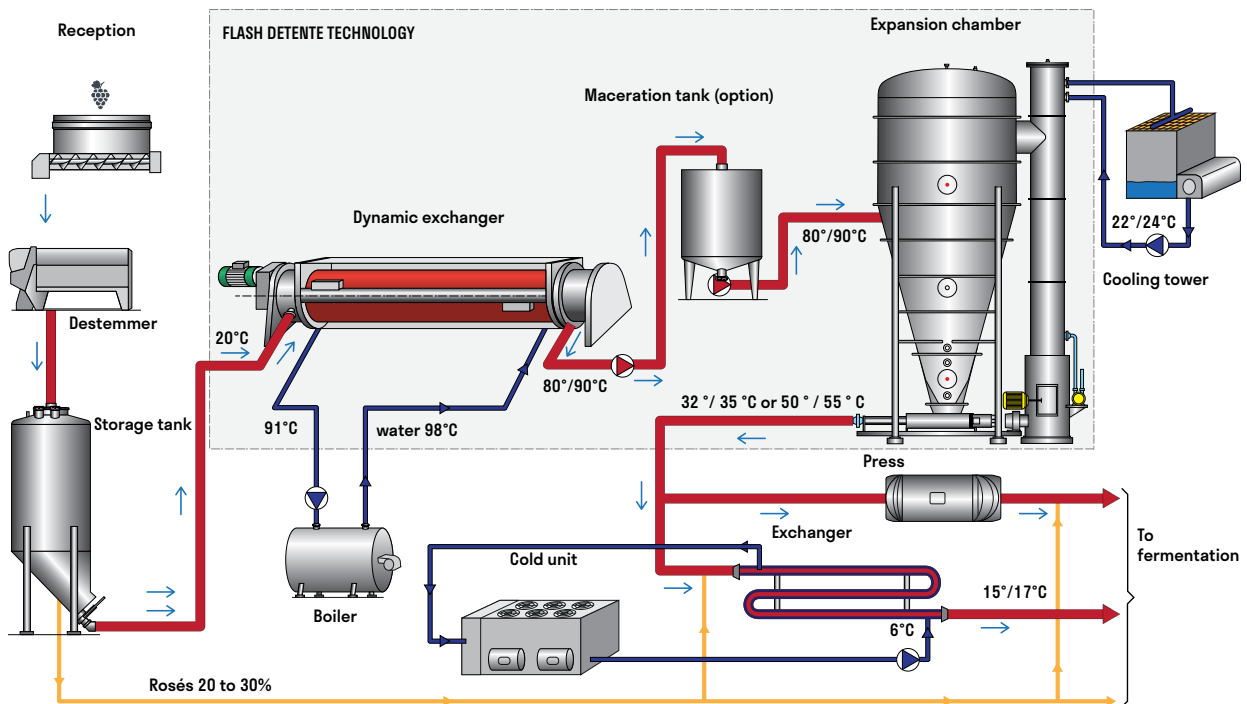 Reception
FLASH DETENTE TECHNOLOGY
Expansion chamber
Maceration tank (option)
Dynamic exchanger
22°/24°C
80°/90°C
Cooling tower
Destemmer
20°C
80°/90°C
32 °/ 35 °C or 50 ° / 55 ° C
Storage tank
91°C
water 98°C
Press
Exchanger
To
fermentation
Cold unit
15°/17°C
Boiler
6°C
Rosés 20 to 30%